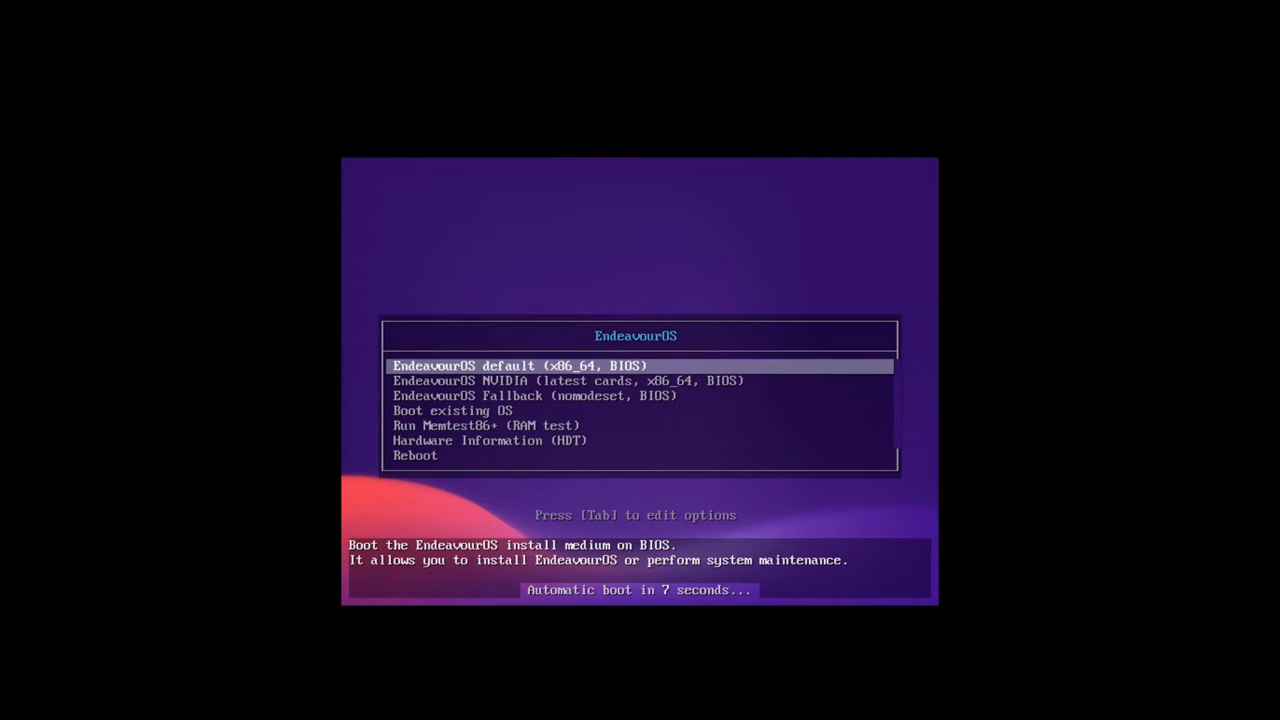 EndeavourOS
EndeavourOS default (x86_64, BIOS)
EndeavourOS NVIDIA (latest cards, x86_64, BIOS)
EndeavourOS Fallback (nomodeset, BIOS)
Boot existing OS
Run Memtest86+ (RAM test)
Hardware Information (HDT)
Reboot
Press [Tab] to edit options
Boot the EndeavourOS install medium on BIOS.
It allows you to install EndeavourOS or perform system maintenance.
Automatic boot in 7 seconds...